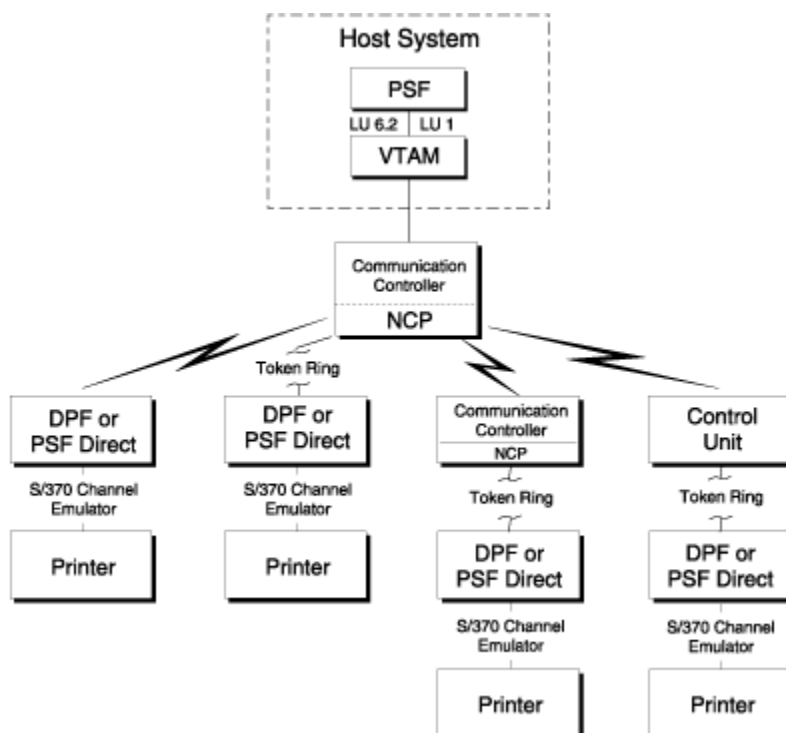 Host System
PSF
LU 6.2 LU 1
VTAM
Communication
Controller
NCP
Token Ring
DPF or
PSF Direct
S/370 Channel
Emulator
Printer
DPF or
PSF Direct
S/370 Channel
Emulator
Printer
Communication
Controller
NCP
Token Ring
DPF or
PSF Direct
S/370 Channel
Emulator
Printer
Control
Unit
Token Ring
DPF or
PSF Direct
S/370 Channel
Emulator
Printer